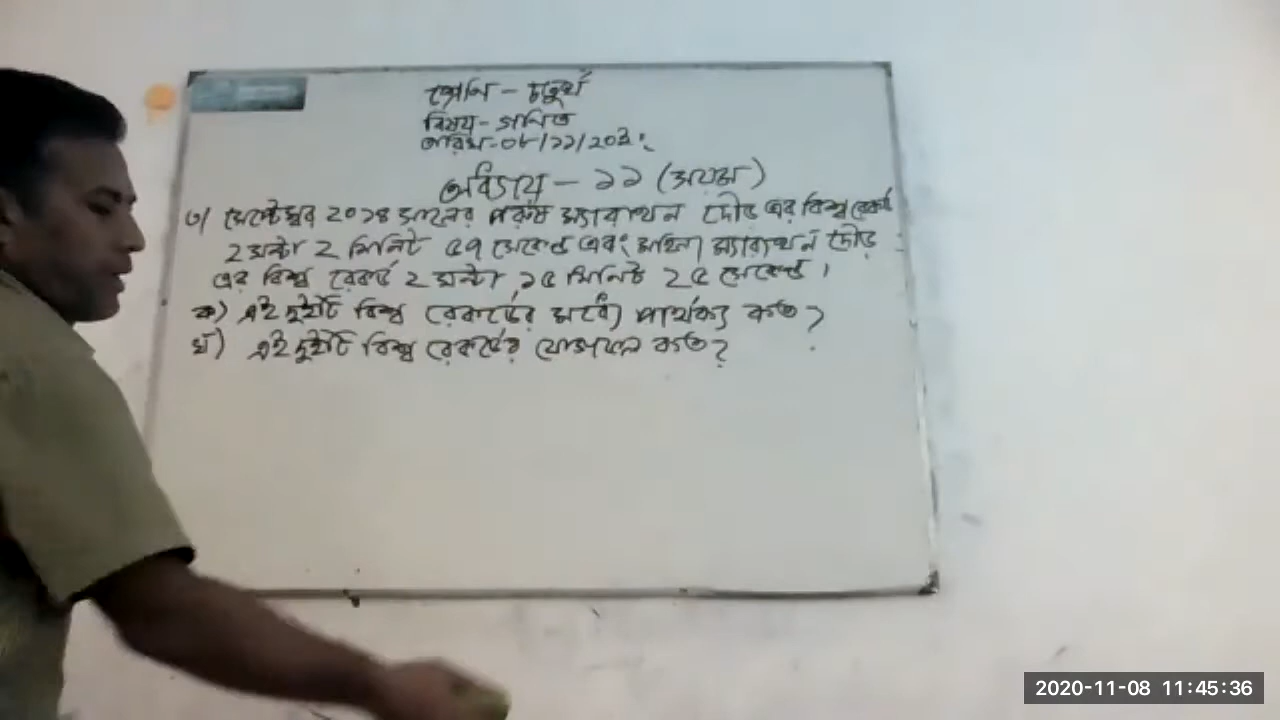 শ্রেণি - চতুর্থ
বিষয় - গণিত
তারিখ - ০৮/১১/২০২০
অধ্যায় - ১১ (সময়)
৩) সেপ্টেম্বর ২০১৪ সালের পুরুষ ম্যারাথন দৌড় এর বিশ্ব রেকর্ড
২ ঘন্টা ২ মিনিট ৫৭ সেকেন্ড এবং মহিলা ম্যারাথন দৌড়
এর বিশ্ব রেকর্ড ২ ঘন্টা ১৫ মিনিট ২৫ সেকেন্ড ।
ক) এই দুইটি বিশ্ব রেকর্ডের মধ্যে পার্থক্য কত ?
খ) এই দুইটি বিশ্ব রেকর্ডের যোগফল কত ?
2020-11-08 11:45:36